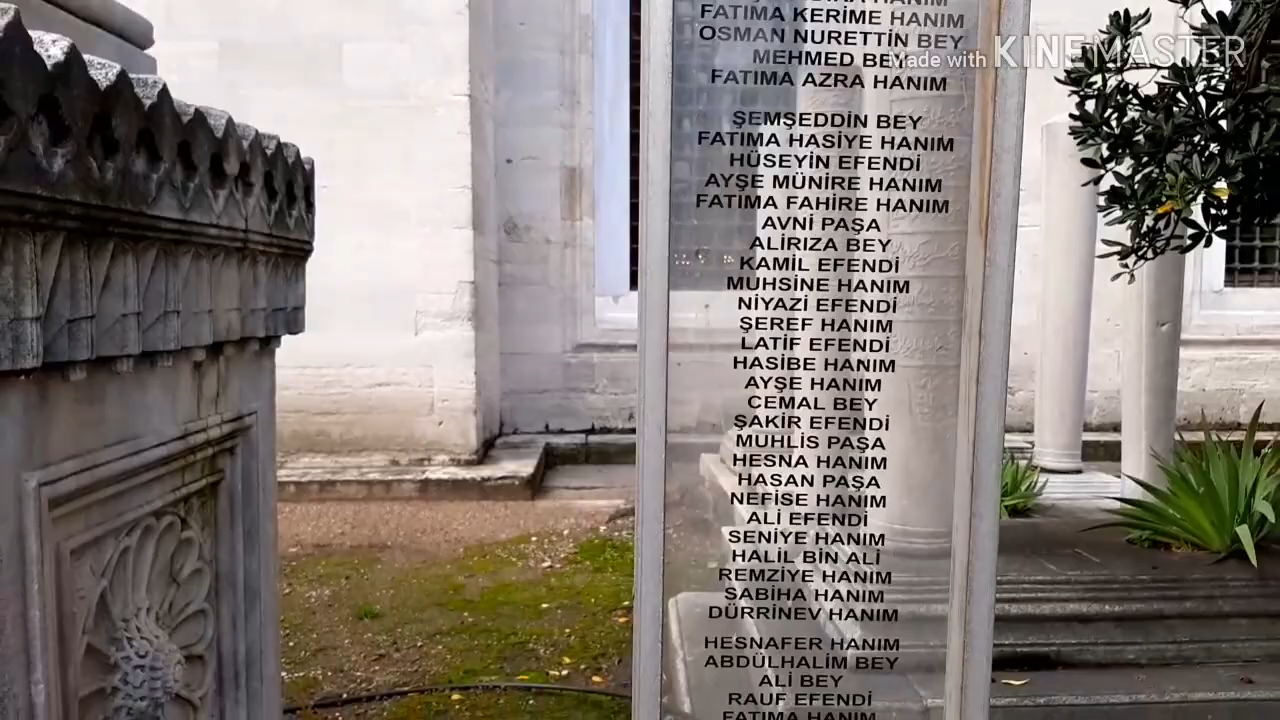 HANIM
FATIMA KERİME HANIM
OSMAN NURETTİN BEY
MEHMED BEY
Made with KINEMASTER
FATIMA AZRA HANIM
ŞEMŞEDDİN BEY
FATIMA HASİYE HANIM
HÜSEYİN EFENDİ
AYŞE MÜNİRE HANIM
FATIMA FAHİRE HANIM
AVNİ PAŞA
ALİRIZA BEY
KAMİL EFENDİ
MUHSİNE HANIM
NİYAZİ EFENDİ
ŞEREF HANIM
LATİF EFENDİ
HASİBE HANIM
AYŞE HANIM
CEMAL BEY
ŞAKİR EFENDİ
MUHLİS PAŞA
HESNA HANIM
HASAN PAŞA
NEFİSE HANIM
ALİ EFENDİ
SENİYE HANIM
HALİL BİN ALİ
REMZİYE HANIM
SABİHA HANIM
DÜRRİNEV HANIM
HESNAFER HANIM
ABDÜLHALİM BEY
ALİ BEY
RAUF EFENDİ
FATIMA HANIM